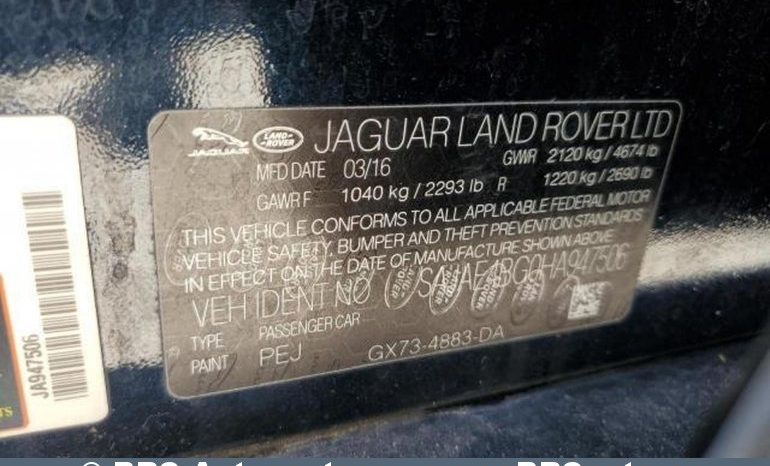 JAGUAR LAND-ROVER JAGUAR LAND ROVER LTD
MFD DATE 03/16 GWR 2120 kg / 4674 lb
GAWR F 1040 kg / 2293 lb R 1220 kg / 2690 lb
THIS VEHICLE CONFORMS TO ALL APPLICABLE FEDERAL MOTOR
VEHICLE SAFETY, BUMPER AND THEFT PREVENTION STANDARDS
IN EFFECT ON THE DATE OF MANUFACTURE SHOWN ABOVE
VEH IDENT NO
TYPE PASSENGER CAR
PAINT PEJ GX73-4883-DA
JA947506